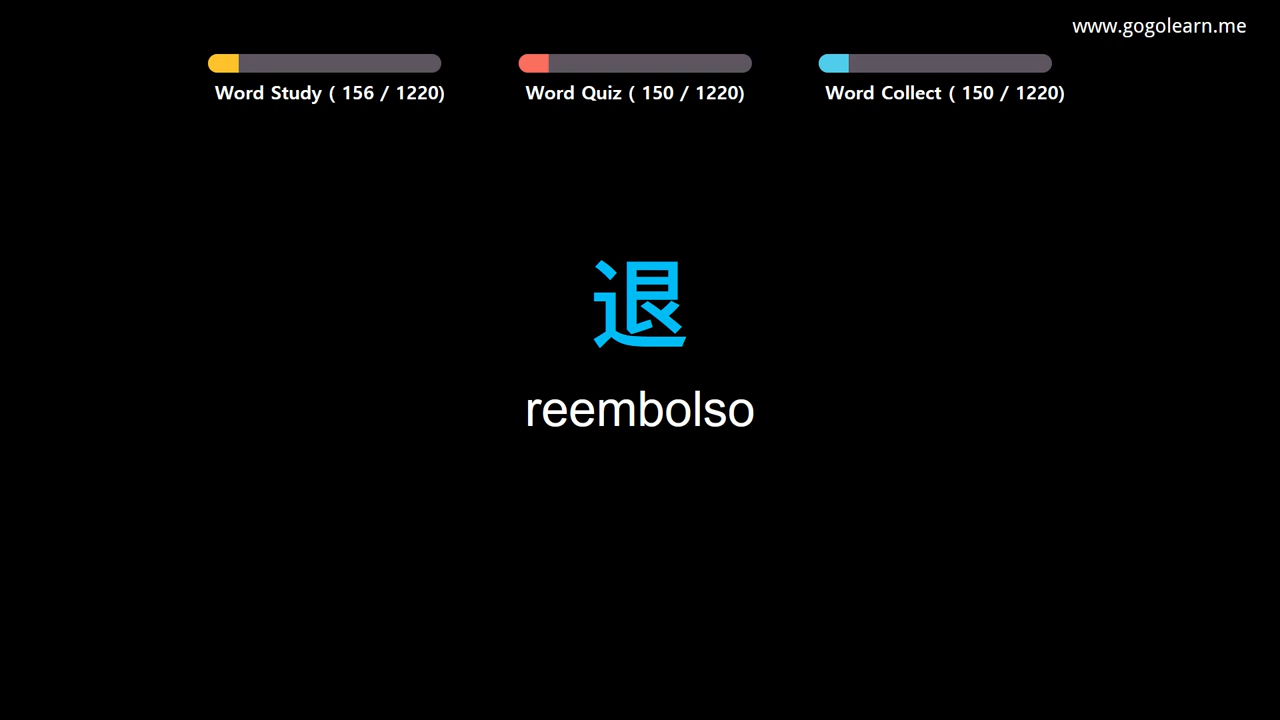 www.gogolearn.me
Word Study ( 156 / 1220)
Word Quiz ( 150 / 1220)
Word Collect ( 150 / 1220)
退
reembolso